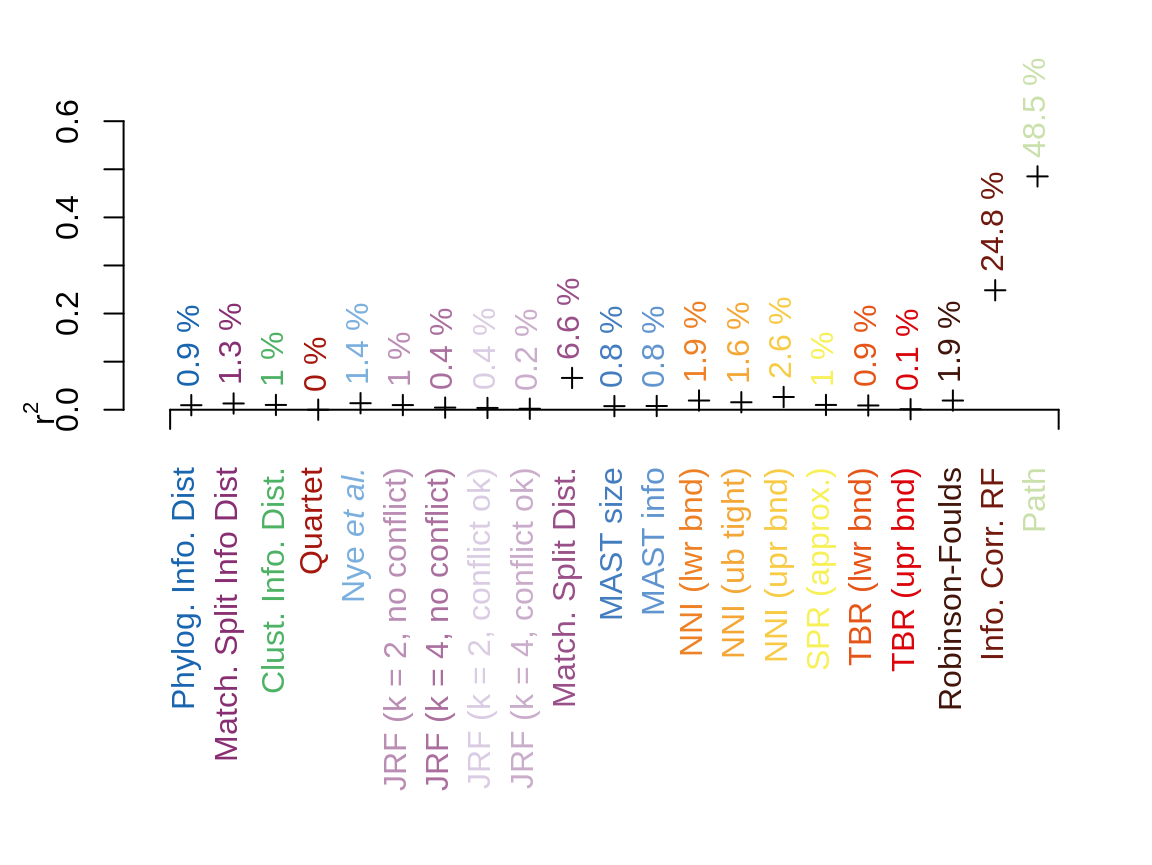 r2
0.0
0.2
0.4
0.6
0.9 %
1.3 %
1 %
0 %
1.4 %
1 %
0.4 %
0.4 %
0.2 %
6.6 %
0.8 %
0.8 %
1.9 %
1.6 %
2.6 %
1 %
0.9 %
0.1 %
1.9 %
24.8 %
48.5 %
Phylog. Info. Dist
Match. Split Info Dist
Clust. Info. Dist.
Quartet
Nye et al.
JRF (k = 2, no conflict)
JRF (k = 4, no conflict)
JRF (k = 2, conflict ok)
JRF (k = 4, conflict ok)
Match. Split Dist.
MAST size
MAST info
NNI (lwr bnd)
NNI (ub tight)
NNI (upr bnd)
SPR (approx.)
TBR (lwr bnd)
TBR (upr bnd)
Robinson-Foulds
Info. Corr. RF
Path